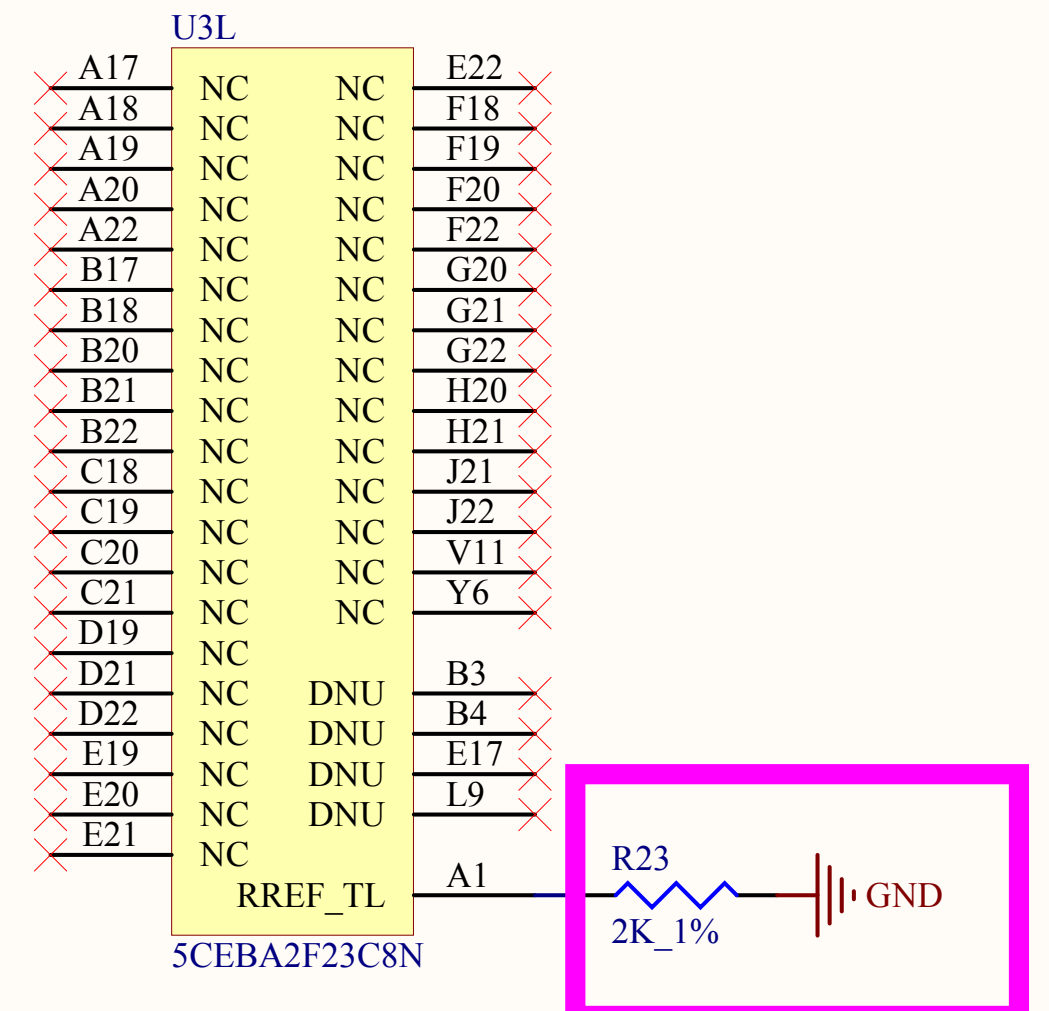 U3L
A17 NC NC E22
A18 NC NC F18
A19 NC NC F19
A20 NC NC F20
A22 NC NC F22
B17 NC NC G20
B18 NC NC G21
B20 NC NC G22
B21 NC NC H20
B22 NC NC H21
C18 NC NC J21
C19 NC NC J22
C20 NC NC V11
C21 NC NC Y6
D19 NC
D21 NC DNU B3
D22 NC DNU B4
E19 NC DNU E17
E20 NC DNU L9
E21 NC
RREF_TL A1
R23
2K_1%
GND
5CEBA2F23C8N